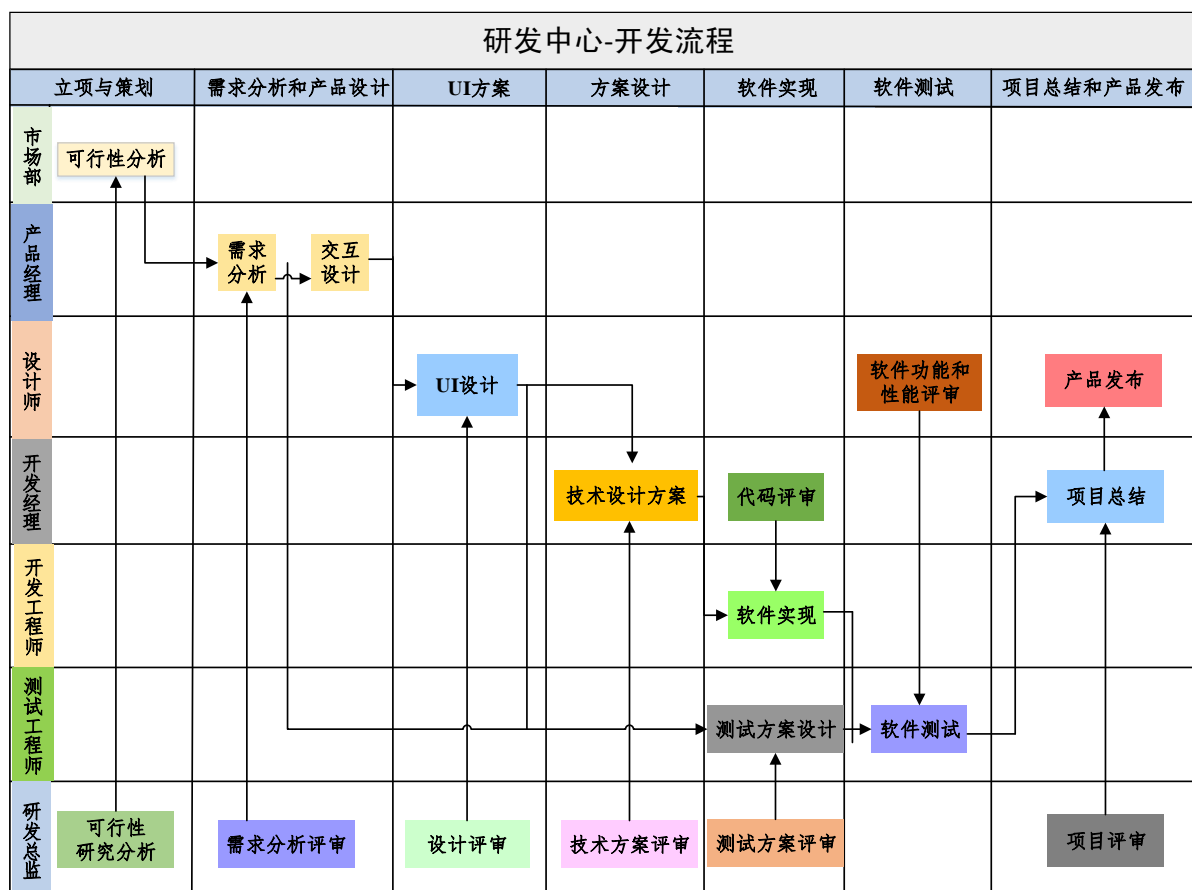 研发中心-开发流程
立项与策划
需求分析和产品设计
UI方案
方案设计
软件实现
软件测试
项目总结和产品发布
市场部
可行性分析
产品经理
需求
分析
交互
设计
设计师
UI设计
软件功能和
性能评审
产品发布
开发经理
技术设计方案
代码评审
项目总结
开发工程师
软件实现
测试工程师
测试方案设计
软件测试
研发总监
可行性
研究分析
需求分析评审
设计评审
技术方案评审
测试方案评审
项目评审